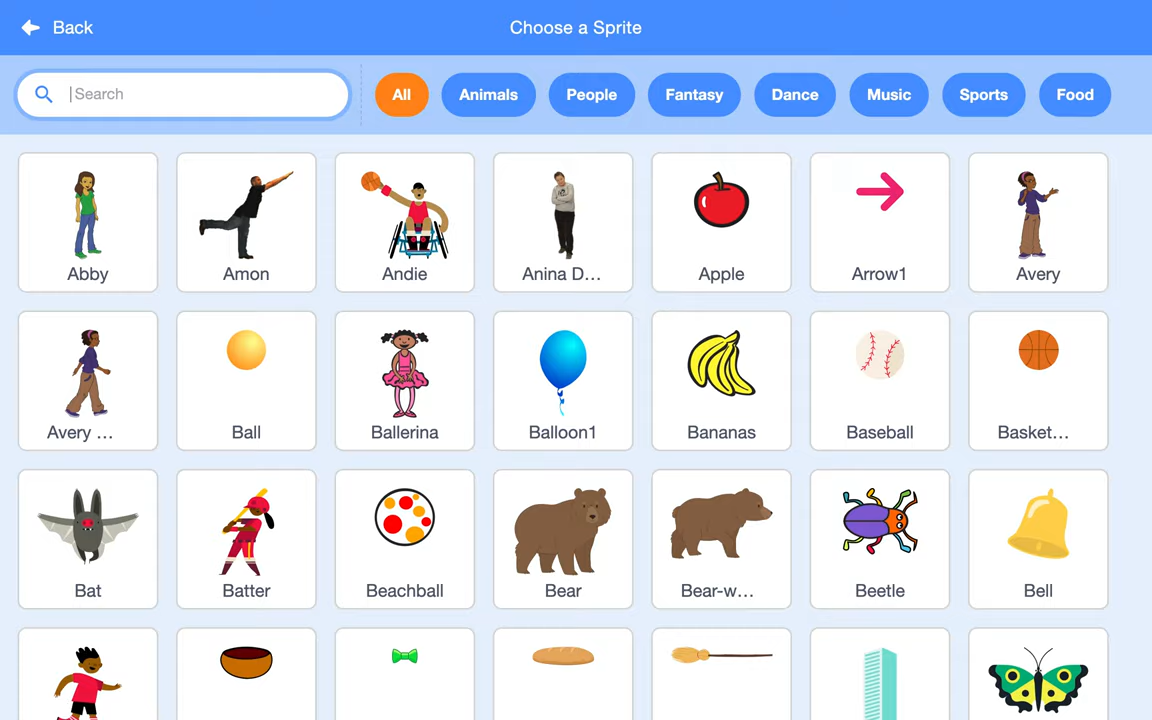 Back
Choose a Sprite
Search
All
Animals
People
Fantasy
Dance
Music
Sports
Food
Abby
Amon
Andie
Anina D...
Apple
Arrow1
Avery
Avery ...
Ball
Ballerina
Balloon1
Bananas
Baseball
Basket...
Bat
Batter
Beachball
Bear
Bear-w...
Beetle
Bell